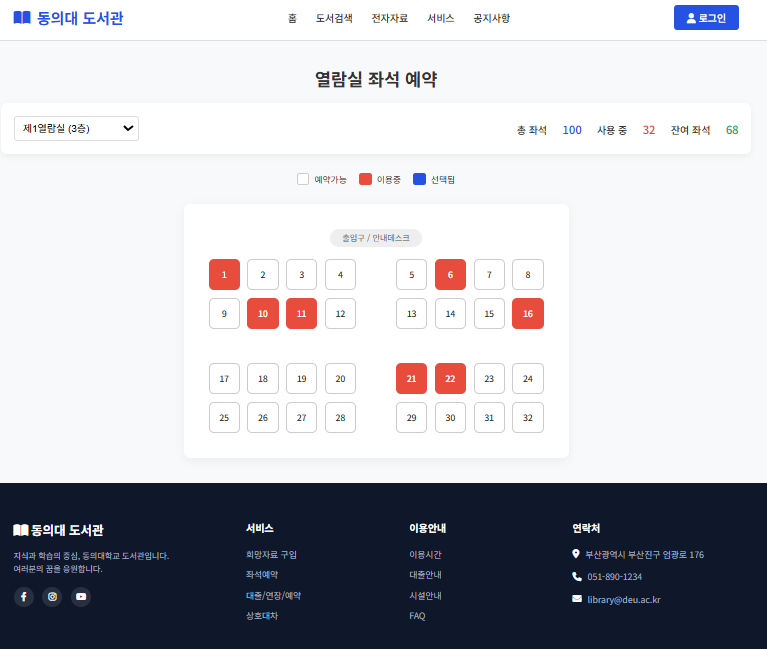 동의대 도서관
홈 도서검색 전자자료 서비스 공지사항
로그인
열람실 좌석 예약
제1열람실 (3층)
총 좌석 100 사용 중 32 잔여 좌석 68
예약가능 이용중 선택됨
출입구 / 안내데스크
1 2 3 4 5 6 7 8
9 10 11 12 13 14 15 16
17 18 19 20 21 22 23 24
25 26 27 28 29 30 31 32
동의대 도서관
지식과 학습의 중심, 동의대학교 도서관입니다.
여러분의 꿈을 응원합니다.
서비스
희망자료 구입
좌석예약
대출/연장/예약
상호대차
이용안내
이용시간
대출안내
시설안내
FAQ
연락처
부산광역시 부산진구 엄광로 176
051-890-1234
library@deu.ac.kr